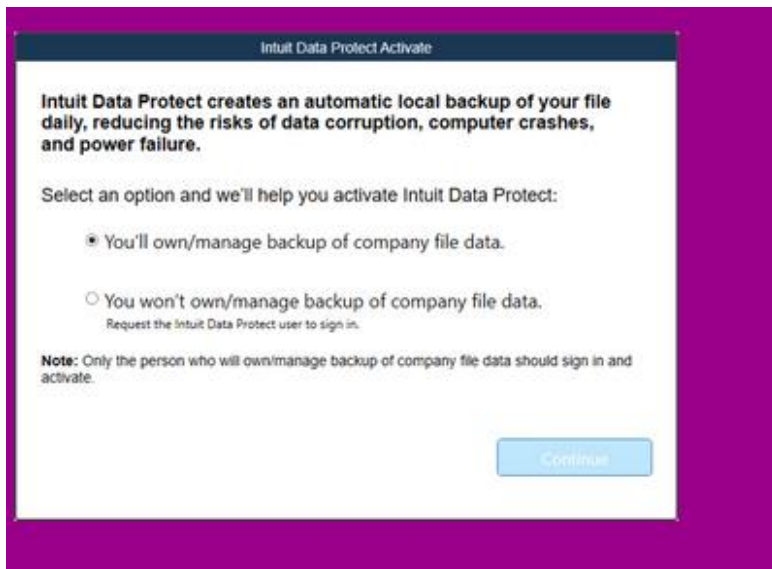 Intuit Data Protect Activate
Intuit Data Protect creates an automatic local backup of your file
daily, reducing the risks of data corruption, computer crashes,
and power failure.
Select an option and we'll help you activate Intuit Data Protect:
You'll own/manage backup of company file data.
You won't own/manage backup of company file data.
Request the Intuit Data Protect user to sign in.
Note: Only the person who will own/manage backup of company file data should sign in and
activate.
Continue